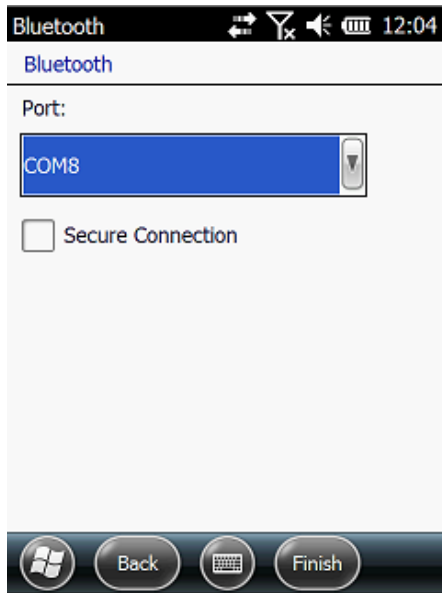 Bluetooth 12:04
Bluetooth
Port:
COM8
Secure Connection
Back Finish